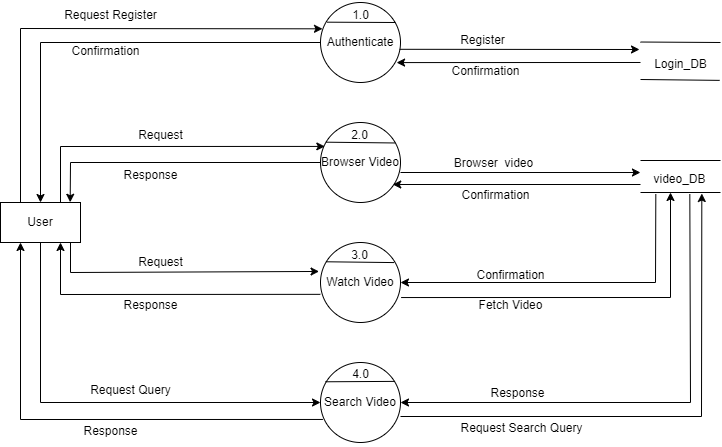 Request Register
1.0
Authenticate
Register
Confirmation
Confirmation
Login_DB
Request
2.0
Browser Video
Browser video
Response
Confirmation
video_DB
User
Request
3.0
Watch Video
Confirmation
Response
Fetch Video
4.0
Request Query
Search Video
Response
Response
Request Search Query